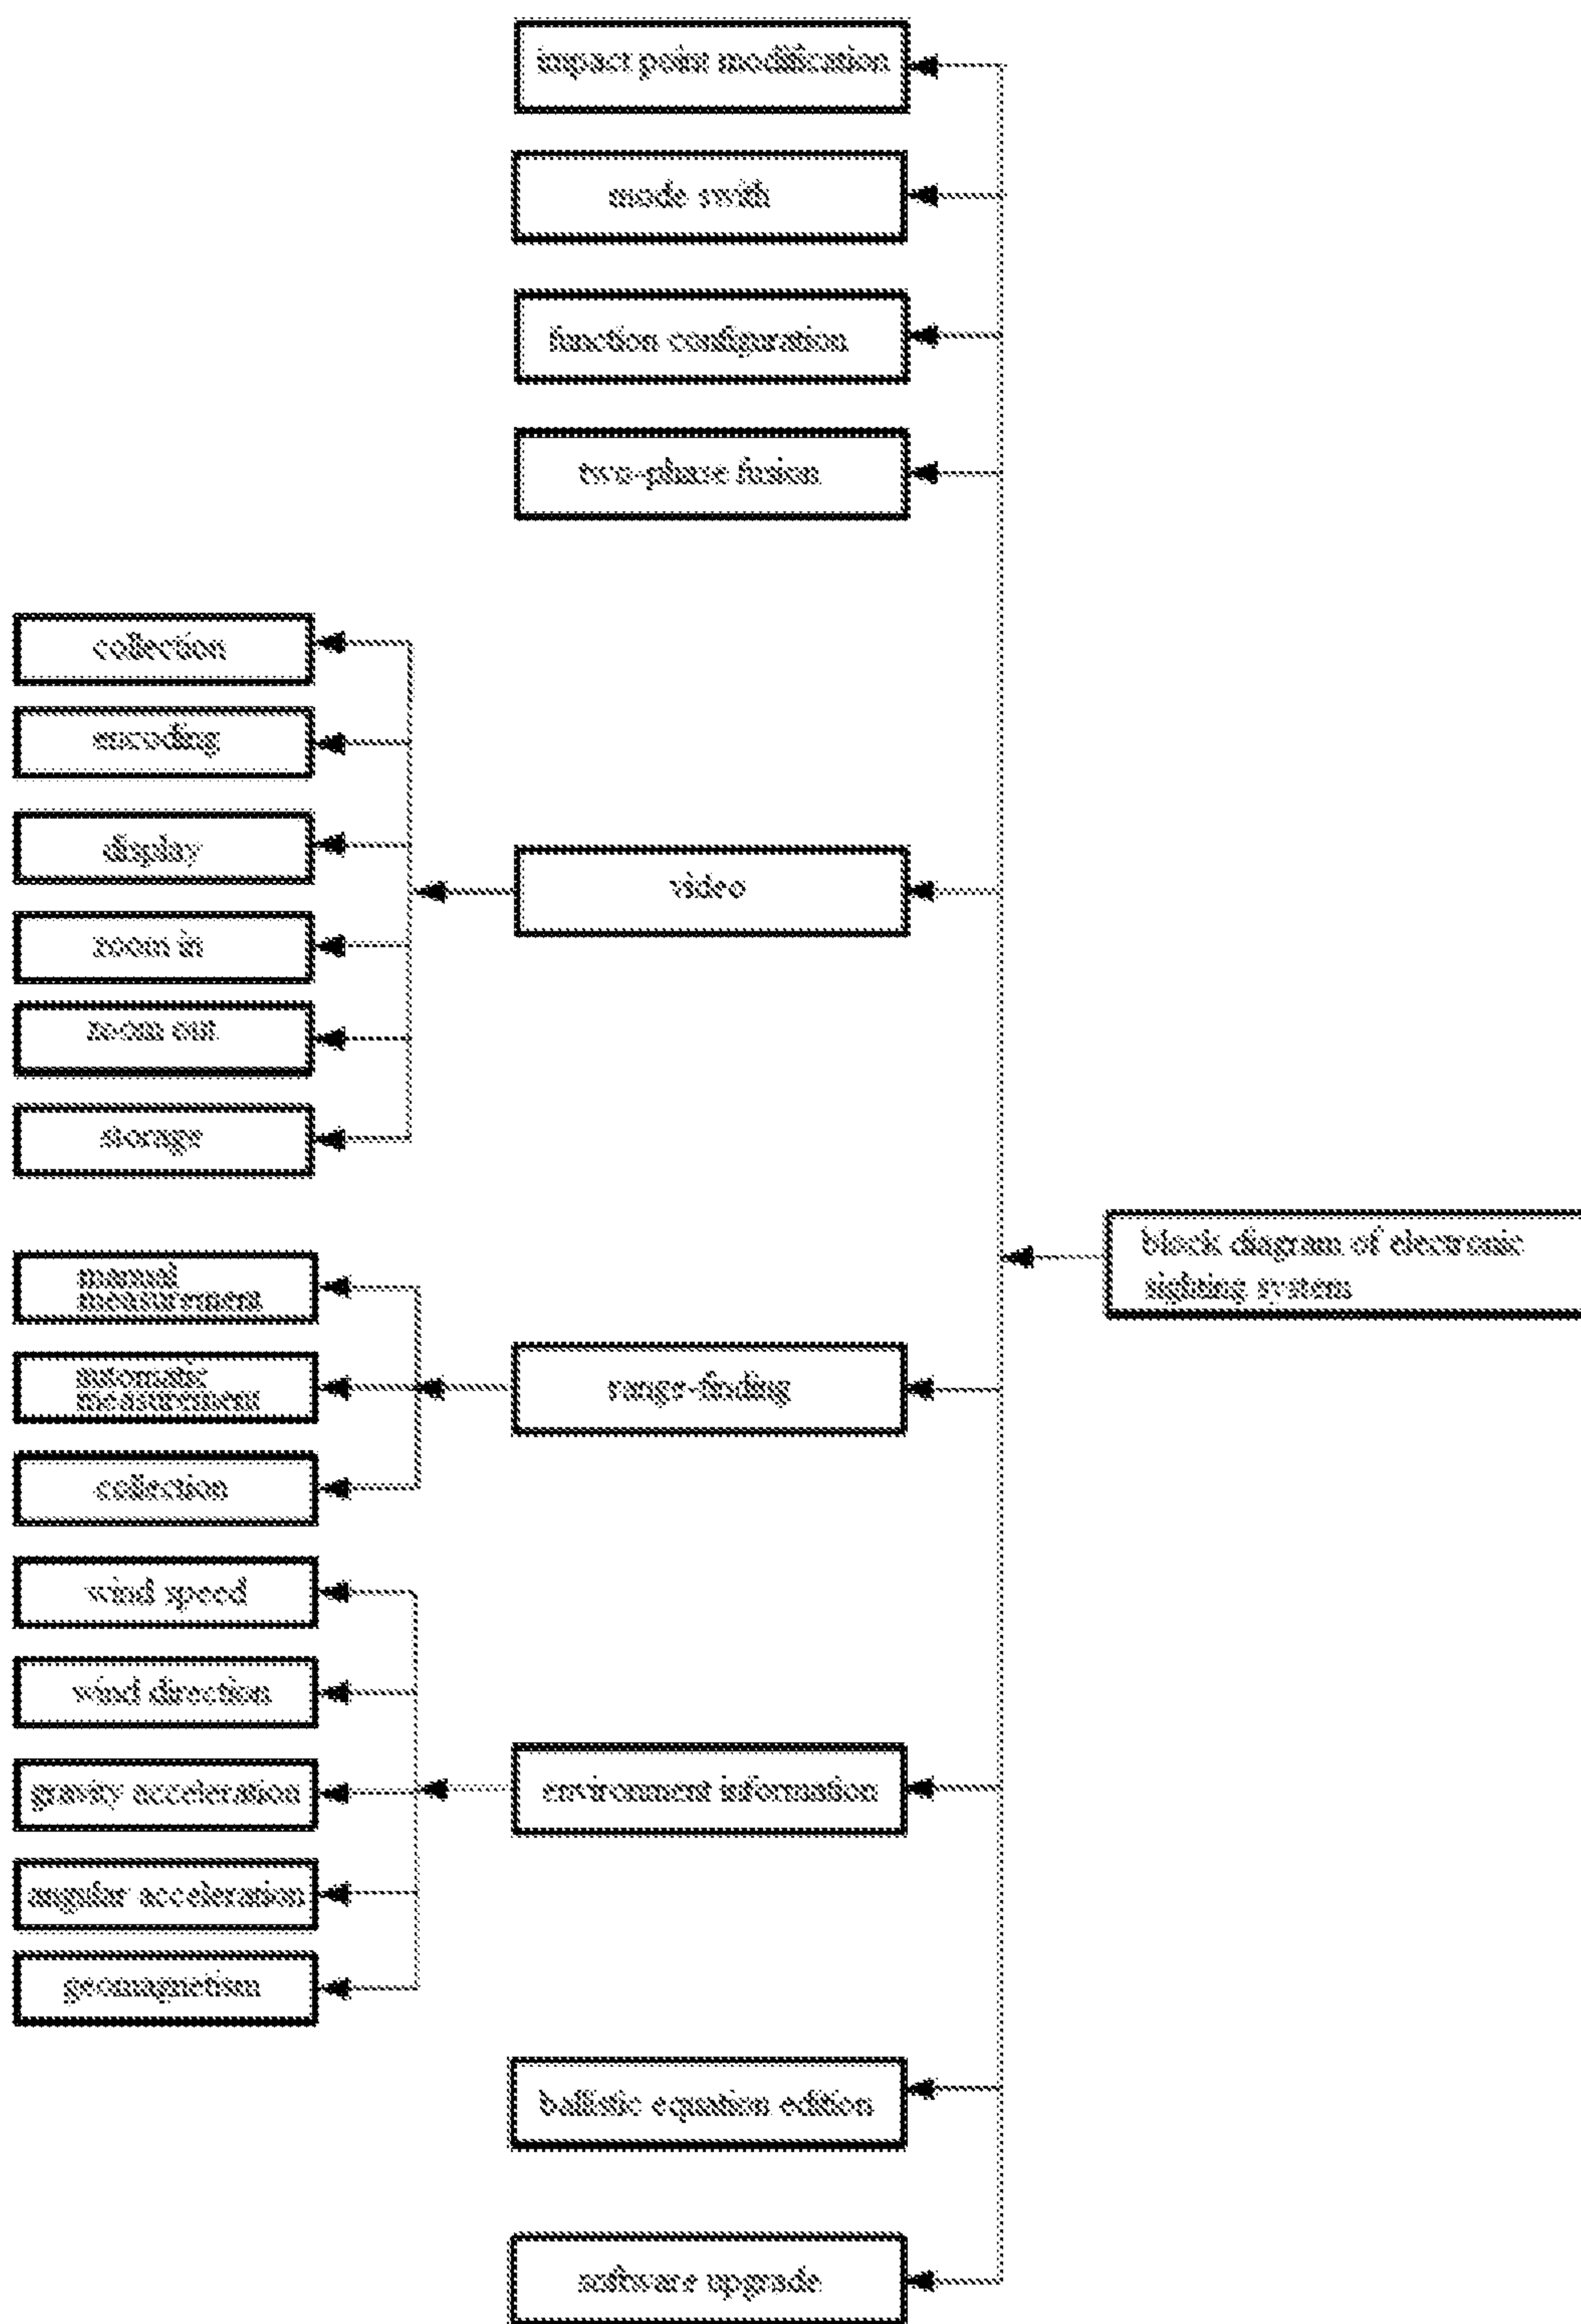 impact point modification
mode swith
function configuration
two-phase fusion
collection
encoding
display
zoom in
zoom out
storage
video
manual
measurement
automatic
measurement
collection
range-finding
block diagram of electronic
sighting system
wind speed
wind direction
gravity acceleration
angular acceleration
geomagnetism
environment information
ballistic equation edition
software upgrade